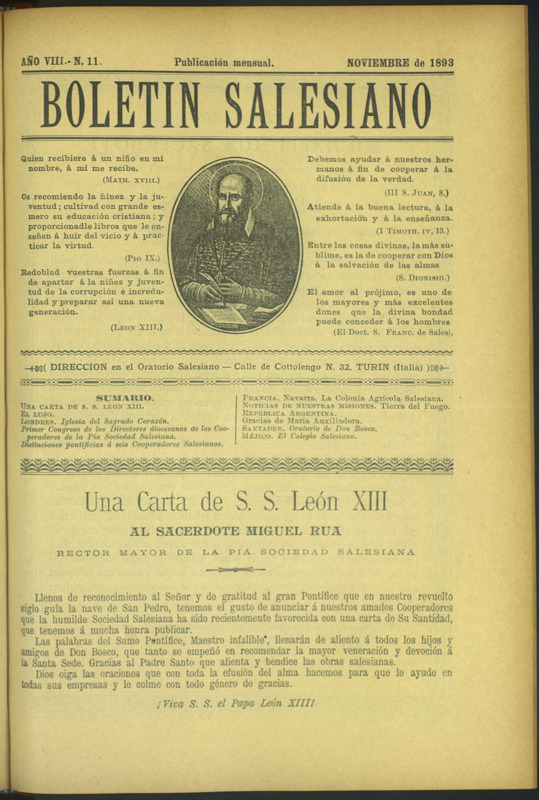 AÑO VIII.- N. 11. Publicación mensual. NOVIEMBRE de 1893
BOLETIN SALESIANO
Quien recibiere á un niño en mi
nombre, á mí me recibe.
(MATH. XVIII.)
Os recomiendo la niñez y la ju-
ventud; cultivad con grande es-
mero su educación cristiana; y
proporcionadle libros que le en-
señen á huir del vicio y á prac-
ticar la virtud.
(PIO IX.)
Redoblad vuestras fuerzas á fin
de apartar á la niñez y juven-
tud de la corrupción é incredu-
lidad y preparar así una nueva
generación.
(LEON XIII.)
Debemos ayudar á nuestros her-
manos á fin de cooperar á la
difusión de la verdad.
(III S. JUAN, 8.)
Atiende á la buena lectura, á la
exhortación y á la enseñanza.
(I TIMOTH. IV, 13.)
Entre las cosas divinas, la más su-
blime, es la de cooperar con Dios
á la salvación de las almas
(S. DIONISIO.)
El amor al prójimo, es uno de
los mayores y más excelentes
dones que la divina bondad
puede conceder á los hombres
(El Doct. S. FRANC. de Sales).
DIRECCION en el Oratorio Salesiano — Calle de Cottolengo N. 32, TURIN (Italia)
SUMARIO.
UNA CARTA DE S. S. LEON XIII.
EL LUJO.
LONDRES. Iglesia del Sagrado Corazón.
Primer Congreso de los Directores diocesanos de los Coo-
peradores de la Pía Sociedad Salesiana.
Distinciones pontificias á seis Cooperadores Salesianos.
FRANCIA. Navarra. La Colonia Agrícola Salesiana.
NOTICIAS DE NUESTRAS MISIONES. Tierra del Fuego.
REPÚBLICA ARGENTINA.
Gracias de María Auxiliadora.
SANTANDER. Oratorio de Don Bosco.
MÉJICO. El Colegio Salesiano.
Una Carta de S. S. León XIII
AL SACERDOTE MIGUEL RUA
RECTOR MAYOR DE LA PIA SOCIEDAD SALESIANA
Llenos de reconocimiento al Señor y de gratitud al gran Pontífice que en nuestro revuelto
siglo guía la nave de San Pedro, tenemos el gusto de anunciar á nuestros amados Cooperadores
que la humilde Sociedad Salesiana ha sido recientemente favorecida con una carta de Su Santidad,
que tenemos á mucha honra publicar.
Las palabras del Sumo Pontífice, Maestro infalible, llenarán de aliento á todos los hijos y
amigos de Don Bosco, que tanto se empeñó en recomendar la mayor veneración y devoción á
la Santa Sede. Gracias al Padre Santo que alienta y bendice las obras salesianas.
Dios oiga las oraciones que con toda la efusión del alma hacemos para que le ayude en
todas sus empresas y le colme con todo género de gracias.
¡Viva S. S. el Papa León XIII!